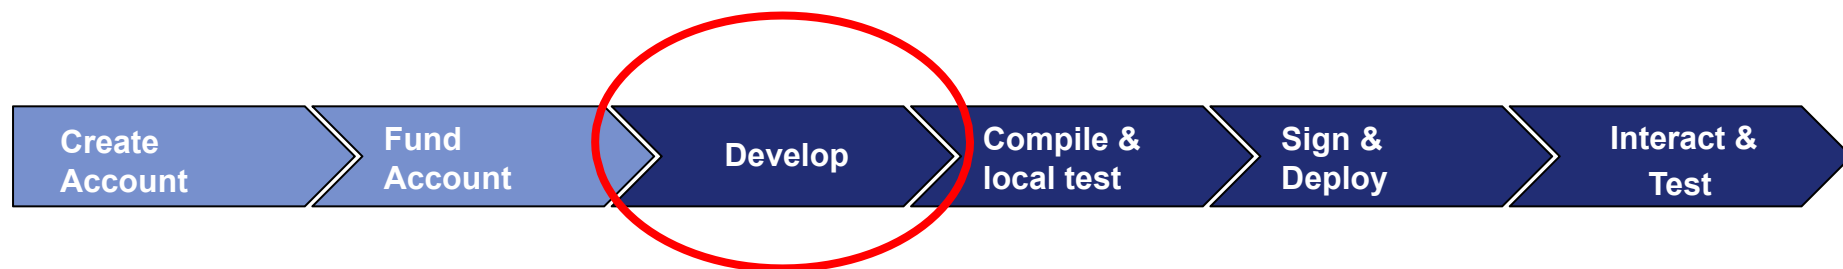 Create
Account
Fund
Account
Develop
Compile &
local test
Sign &
Deploy
Interact &
Test